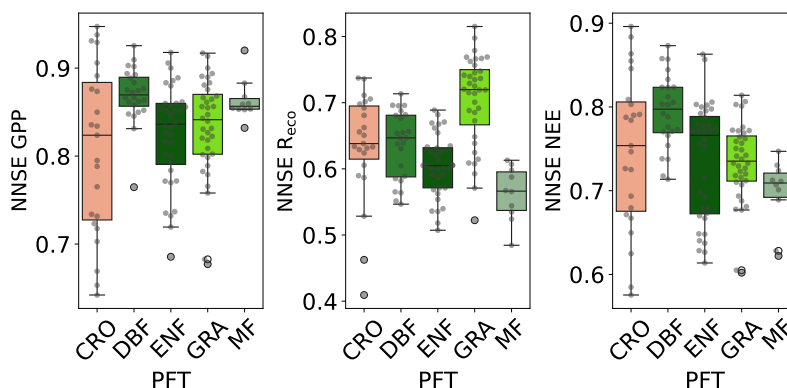 NNSE GPP
0.9
0.8
0.7
CRO DBF ENF GRA MF
PFT
NNSE Reco
0.8
0.7
0.6
0.5
0.4
CRO DBF ENF GRA MF
PFT
NNSE NEE
0.9
0.8
0.7
0.6
CRO DBF ENF GRA MF
PFT